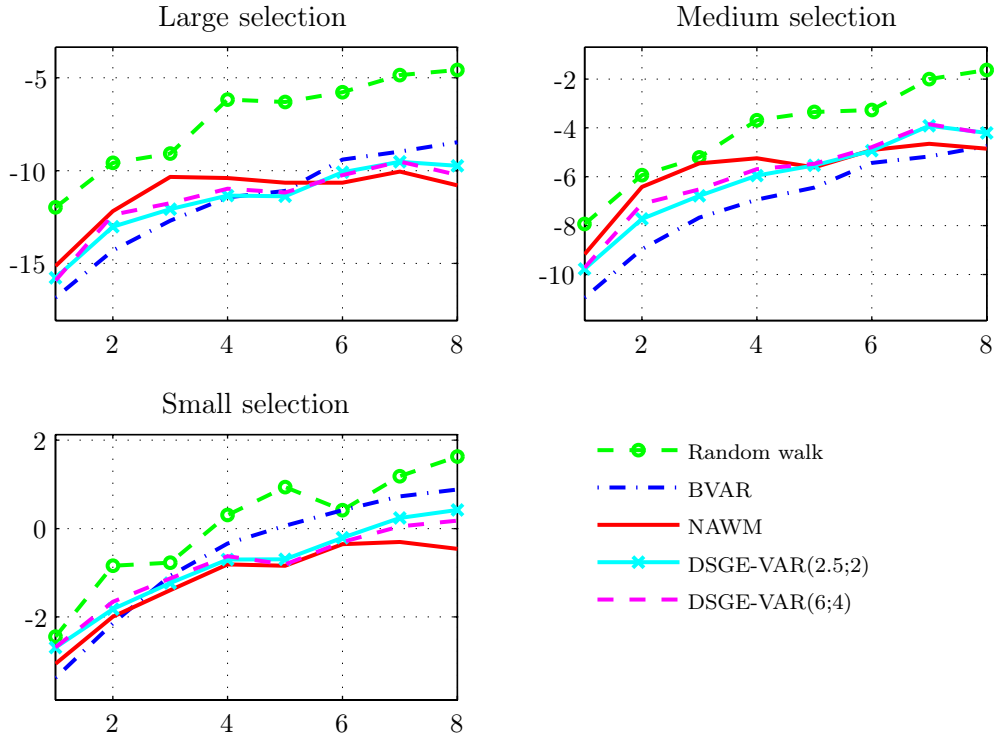 Large selection
-5
-10
-15
2 4 6 8
Medium selection
-2
-4
-6
-8
-10
2 4 6 8
Small selection
2
0
-2
2 4 6 8
Random walk
BVAR
NAWM
DSGE-VAR(2.5;2)
DSGE-VAR(6;4)